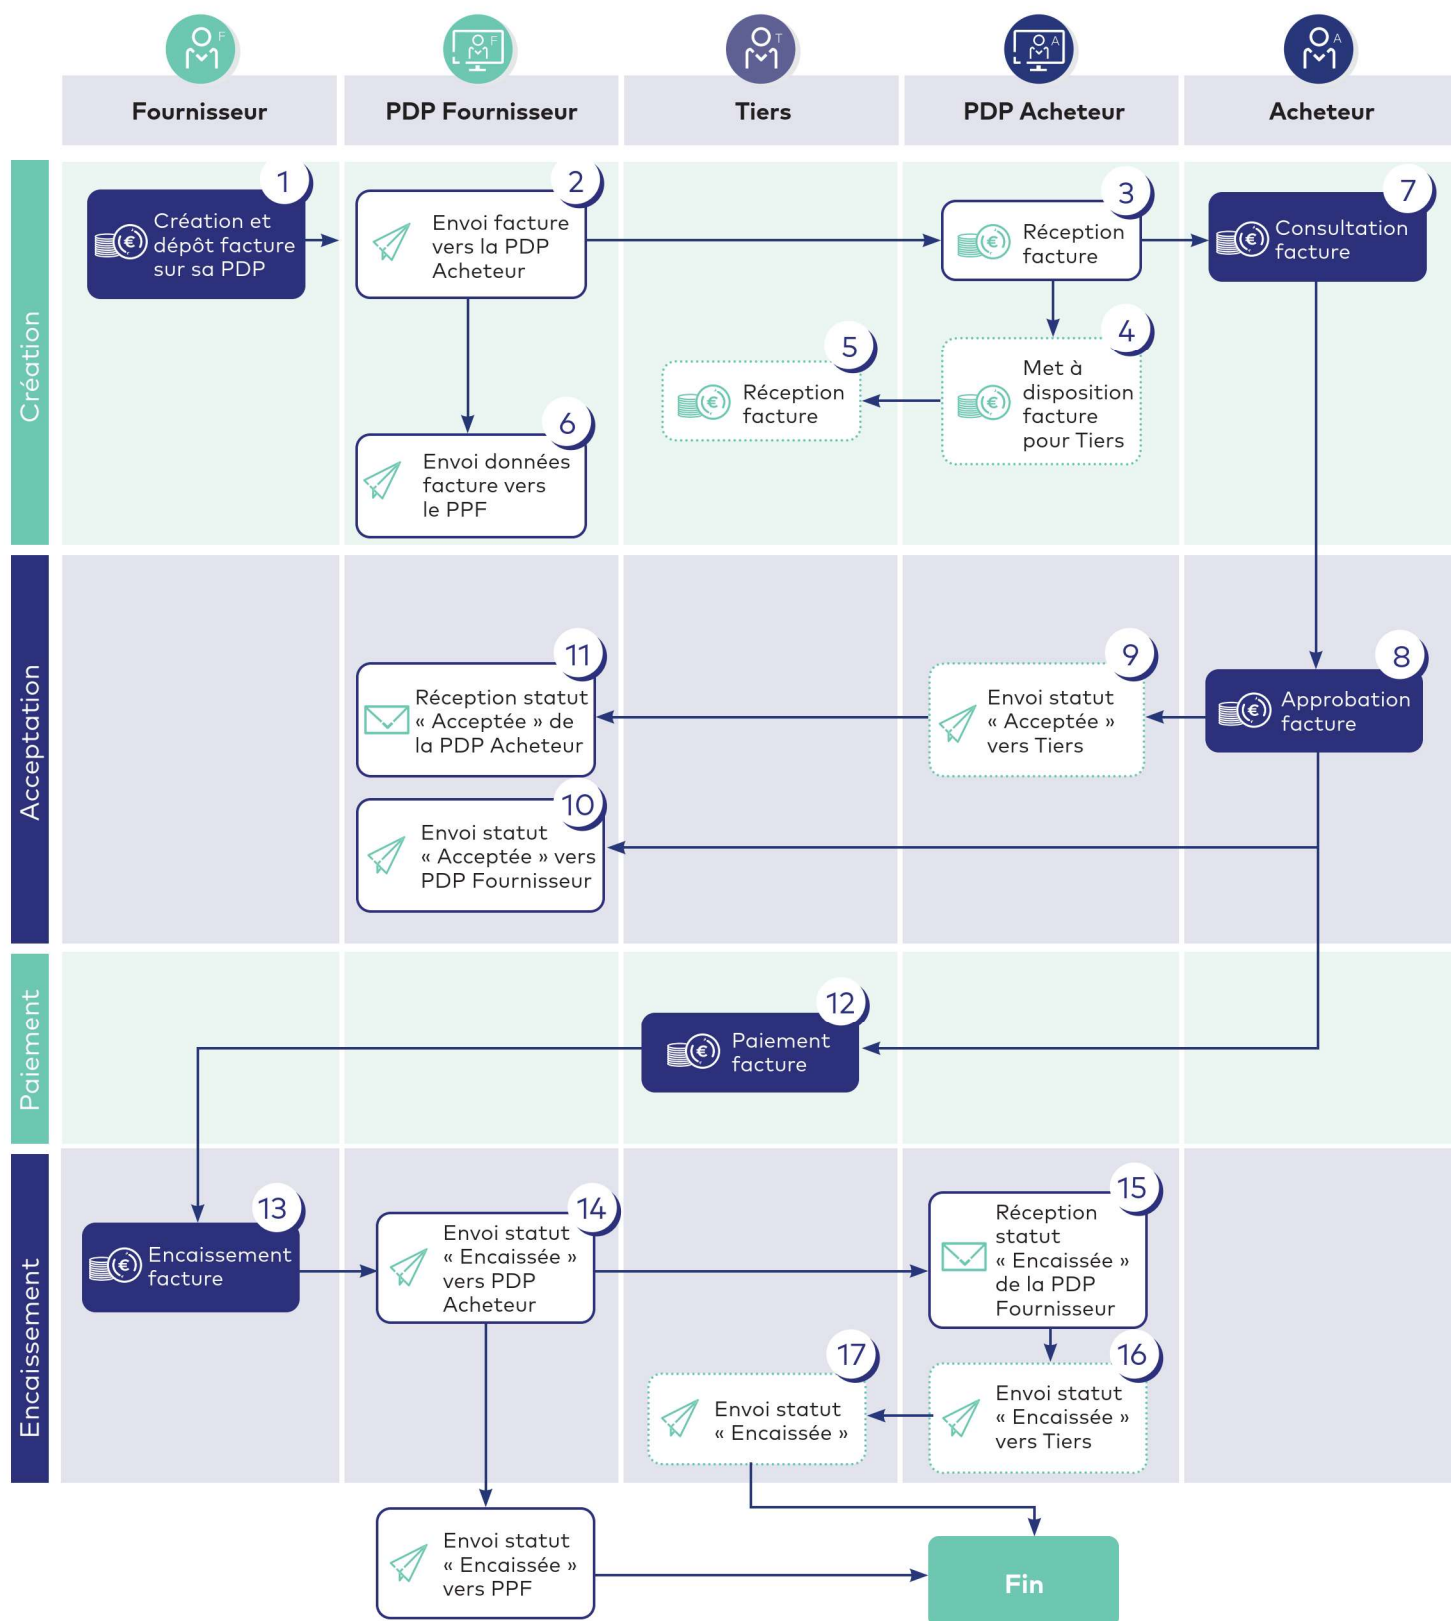 F
F
T
A
A
Fournisseur
PDP Fournisseur
Tiers
PDP Acheteur
Acheteur
Création
1
Création et
dépôt facture
sur sa PDP
2
Envoi facture
vers la PDP
Acheteur
3
Réception
facture
7
Consultation
facture
4
Met à
disposition
facture
pour Tiers
5
Réception
facture
6
Envoi données
facture vers
le PPF
Acceptation
11
Réception statut
« Acceptée » de
la PDP Acheteur
9
Envoi statut
« Acceptée »
vers Tiers
8
Approbation
facture
10
Envoi statut
« Acceptée » vers
PDP Fournisseur
Paiement
12
Paiement
facture
Encaissement
13
Encaissement
facture
14
Envoi statut
« Encaissée »
vers PDP
Acheteur
15
Réception
statut
« Encaissée »
de la PDP
Fournisseur
17
Envoi statut
« Encaissée »
16
Envoi statut
« Encaissée »
vers Tiers
Envoi statut
« Encaissée »
vers PPF
Fin